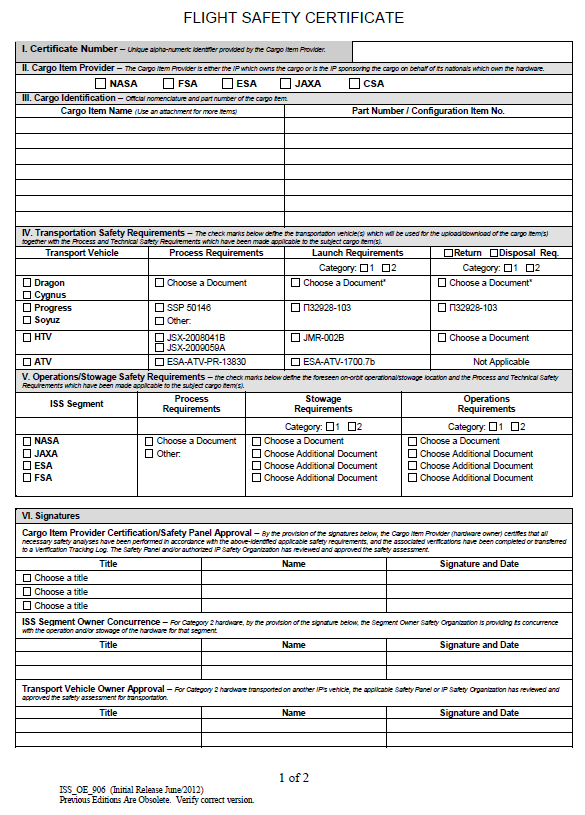 FLIGHT SAFETY CERTIFICATE
I. Certificate Number – Unique alpha-numeric identifier provided by the Cargo Item Provider.
II. Cargo Item Provider – The Cargo Item Provider is either the IP which owns the cargo or is the IP sponsoring the cargo on behalf of its nationals which own the hardware.
NASA FSA ESA JAXA CSA
III. Cargo Identification – Official nomenclature and part number of the cargo item.
Cargo Item Name (Use an attachment for more items) Part Number / Configuration Item No.
IV. Transportation Safety Requirements – The check marks below define the transportation vehicle(s) which will be used for the upload/download of the cargo item(s)
together with the Process and Technical Safety Requirements which have been made applicable to the subject cargo item(s).
Transport Vehicle Process Requirements Launch Requirements Return Disposal Req.
Category: 1 2 Category: 1 2
Dragon Choose a Document Choose a Document* Choose a Document*
Cygnus
Progress SSP 50146 П32928-103 П32928-103
Soyuz Other:
HTV JSX-2008041B JMR-002B Choose a Document
JSX-2009059A
ATV ESA-ATV-PR-13830 ESA-ATV-1700.7b Not Applicable
V. Operations/Stowage Safety Requirements – the check marks below define the foreseen on-orbit operational/stowage location and the Process and Technical Safety
Requirements which have been made applicable to the subject cargo item(s).
ISS Segment Process Requirements Stowage Requirements Operations Requirements
Category: 1 2 Category: 1 2
NASA Choose a Document Choose a Document Choose a Document
JAXA Other: Choose Additional Document Choose Additional Document
ESA Choose Additional Document Choose Additional Document
FSA Choose Additional Document Choose Additional Document
VI. Signatures
Cargo Item Provider Certification/Safety Panel Approval – By the provision of the signatures below, the Cargo Item Provider (hardware owner) certifies that all
necessary safety analyses have been performed in accordance with the above-identified applicable safety requirements, and the associated verifications have been completed or transferred
to a Verification Tracking Log. The Safety Panel and/or authorized IP Safety Organization has reviewed and approved the safety assessment.
Title Name Signature and Date
Choose a title
Choose a title
Choose a title
ISS Segment Owner Concurrence – For Category 2 hardware, by the provision of the signature below, the Segment Owner Safety Organization is providing its concurrence
with the operation and/or stowage of the hardware for that segment.
Title Name Signature and Date
Transport Vehicle Owner Approval – For Category 2 hardware transported on another IP's vehicle, the applicable Safety Panel or IP Safety Organization has reviewed and
approved the safety assessment for transportation.
Title Name Signature and Date
1 of 2
ISS_OE_906 (Initial Release June/2012)
Previous Editions Are Obsolete. Verify correct version.